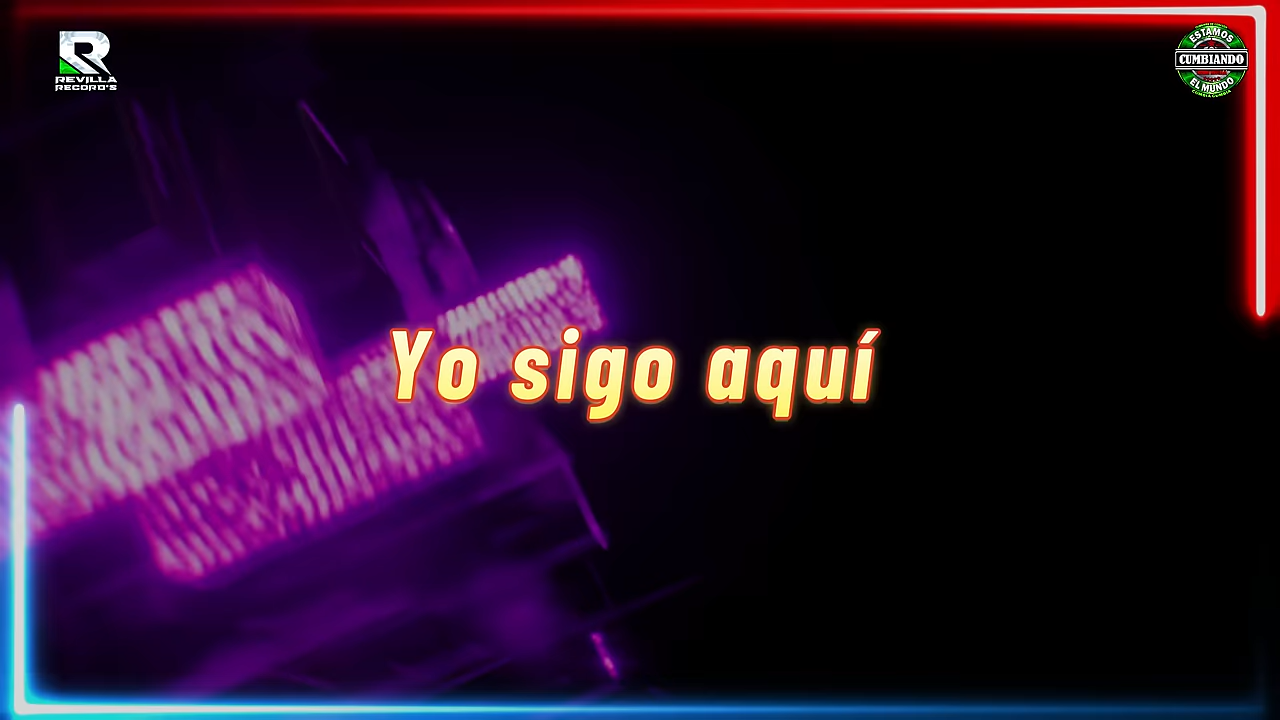 REVILLA
RECORD'S
ESTAMOS
CUMBIANDO
EL MUNDO
Yo sigo aquí